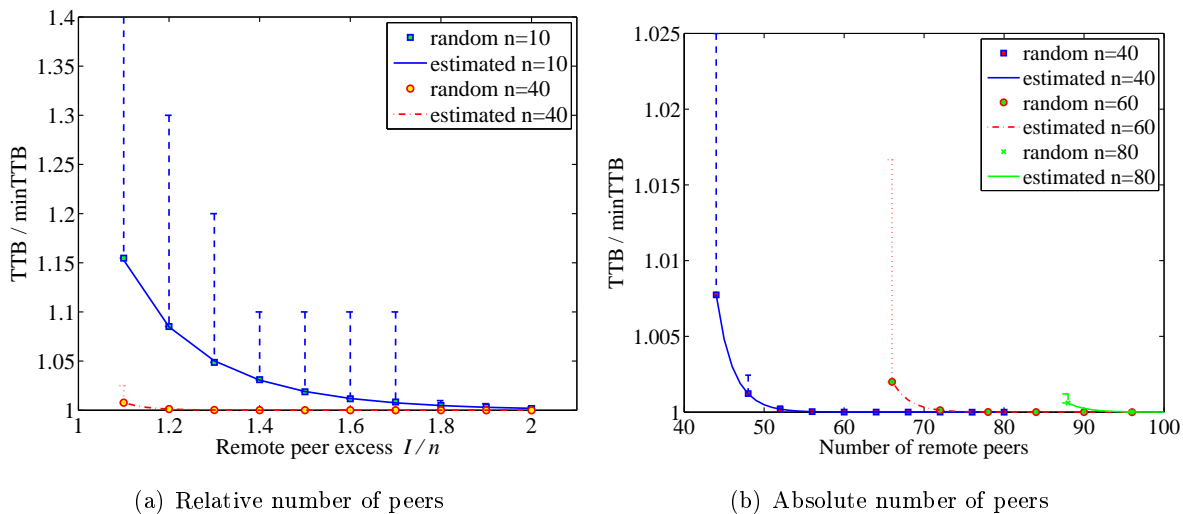 1.4
1.35
1.3
1.25
1.2
1.15
1.1
1.05
1
TTB / minTTB
random n=10
estimated n=10
random n=40
estimated n=40
1 1.2 1.4 1.6 1.8 2
Remote peer excess I / n
(a) Relative number of peers
1.025
1.02
1.015
1.01
1.005
1
TTB / minTTB
random n=40
estimated n=40
random n=60
estimated n=60
random n=80
estimated n=80
40 50 60 70 80 90 100
Number of remote peers
(b) Absolute number of peers